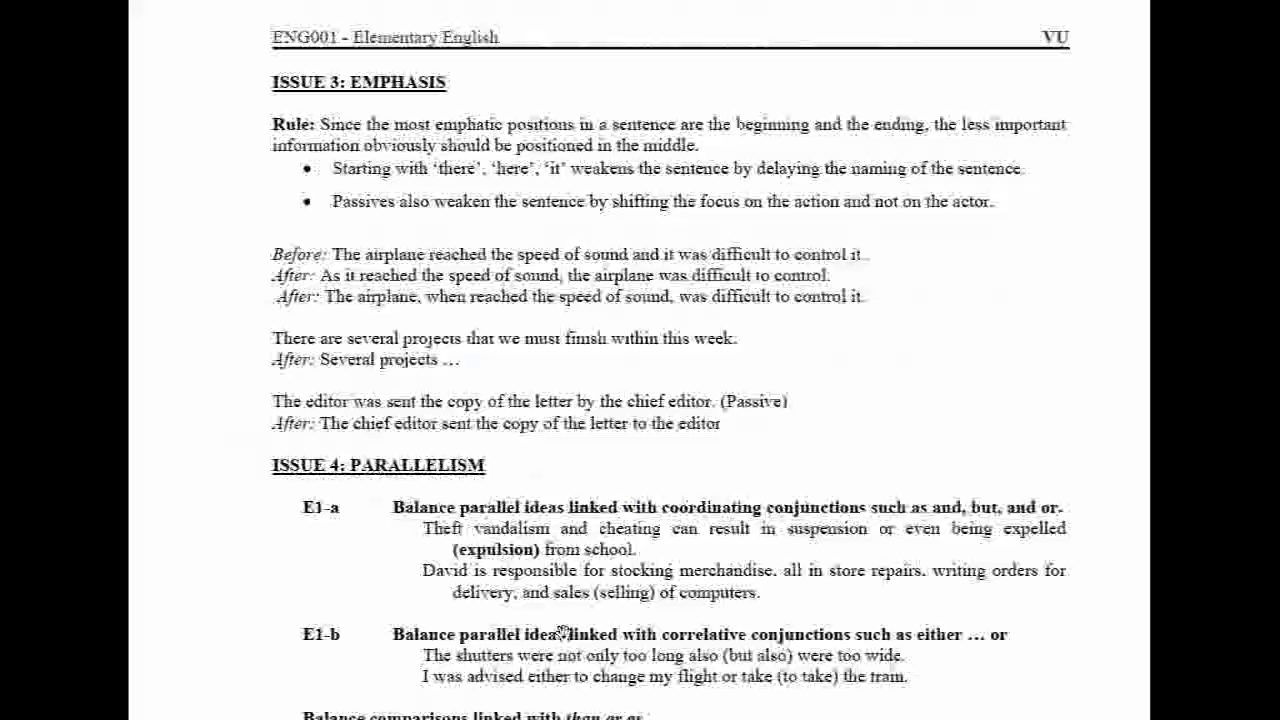 ENG001 - Elementary English VU
ISSUE 3: EMPHASIS
Rule: Since the most emphatic positions in a sentence are the beginning and the ending, the less important
information obviously should be positioned in the middle.
• Starting with ‘there’, ‘here’, ‘it’ weakens the sentence by delaying the naming of the sentence.
• Passives also weaken the sentence by shifting the focus on the action and not on the actor.
Before: The airplane reached the speed of sound and it was difficult to control it.
After: As it reached the speed of sound, the airplane was difficult to control.
After: The airplane, when reached the speed of sound, was difficult to control it.
There are several projects that we must finish within this week.
After: Several projects …
The editor was sent the copy of the letter by the chief editor. (Passive)
After: The chief editor sent the copy of the letter to the editor
ISSUE 4: PARALLELISM
E1-a Balance parallel ideas linked with coordinating conjunctions such as and, but, and or.
Theft vandalism and cheating can result in suspension or even being expelled
(expulsion) from school.
David is responsible for stocking merchandise, all in store repairs, writing orders for
delivery, and sales (selling) of computers.
E1-b Balance parallel ideas linked with correlative conjunctions such as either … or
The shutters were not only too long also (but also) were too wide.
I was advised either to change my flight or take (to take) the tram.
Balance comparisons linked with than or as